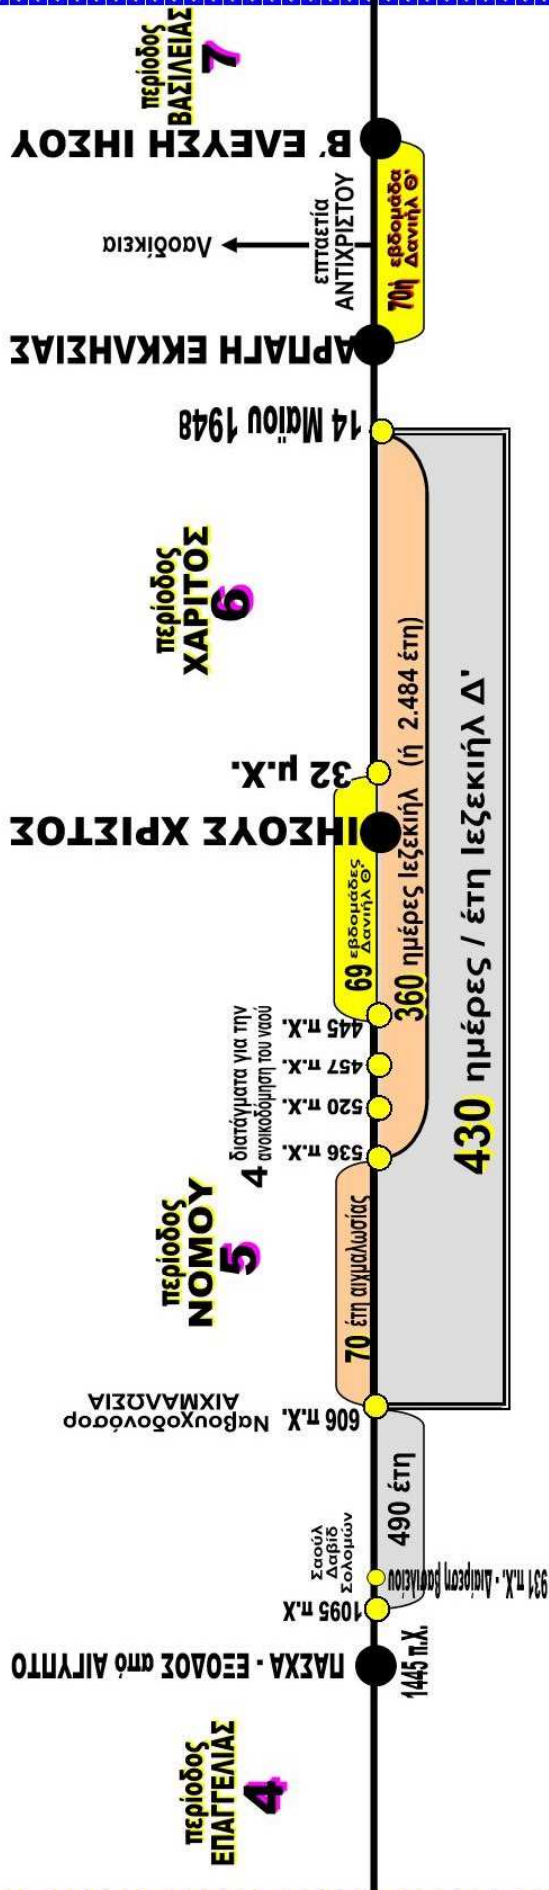 περίοδος
ΒΑΣΙΛΕΙΑΣ
7
Β΄ ΕΛΕΥΣΗ ΙΗΣΟΥ
70ή εβδομάδα
Δανιήλ Θ'
επταετία
ΑΝΤΙΧΡΙΣΤΟΥ
Λαοδίκεια
ΑΡΠΑΓΗ ΕΚΚΛΗΣΙΑΣ
14 Μαΐου 1948
περίοδος
ΧΑΡΙΤΟΣ
6
32 μ.Χ.
ΙΗΣΟΥΣ ΧΡΙΣΤΟΣ
69 εβδομάδες
Δανιήλ Θ'
360 ημέρες Ιεζεκιήλ (ή 2.484 έτη)
430 ημέρες / έτη Ιεζεκιήλ Δ'
445 π.Χ.
457 π.Χ.
520 π.Χ.
536 π.Χ.
4 διατάγματα για την
ανοικοδόμηση του ναού
περίοδος
ΝΟΜΟΥ
5
70 έτη αιχμαλωσίας
606 π.Χ.
Ναβουχοδονόσορ
ΑΙΧΜΑΛΩΣΙΑ
490 έτη
Σαούλ
Δαβίδ
Σολομών
931 π.Χ. - Διαίρεση βασιλείου
1095 π.Χ
ΠΑΣΧΑ - ΕΞΟΔΟΣ από ΑΙΓΥΠΤΟ
1445 π.Χ.
περίοδος
ΕΠΑΓΓΕΛΙΑΣ
4